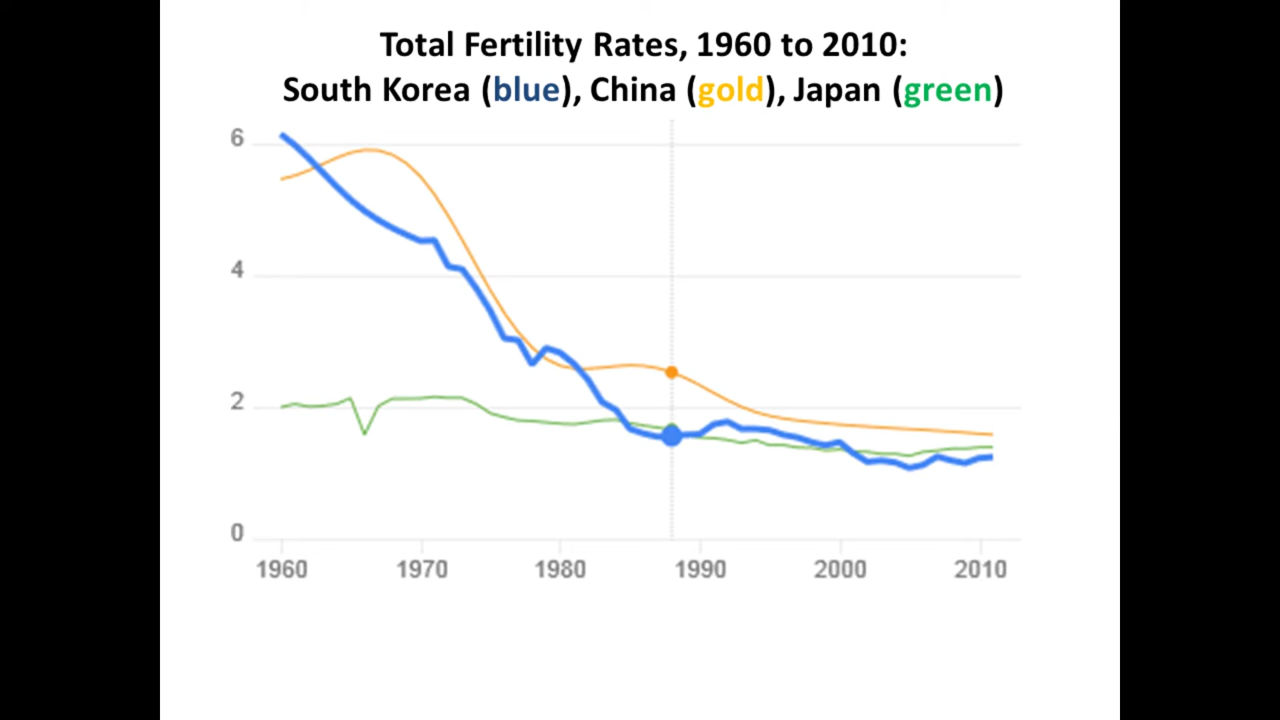 Total Fertility Rates, 1960 to 2010:
South Korea (blue), China (gold), Japan (green)
6
4
2
0
1960 1970 1980 1990 2000 2010